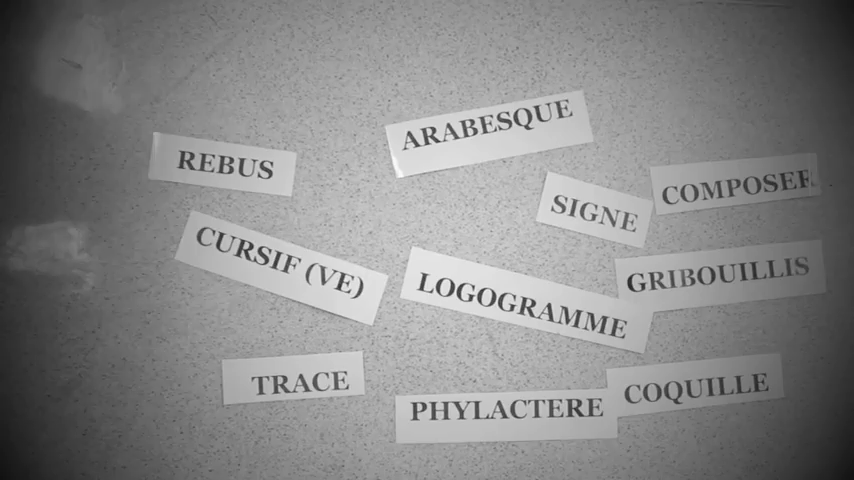 ARABESQUE
REBUS
COMPOSER
SIGNE
CURSIF (VE)
GRIBOUILLIS
LOGOGRAMME
TRACE
COQUILLE
PHYLACTERE